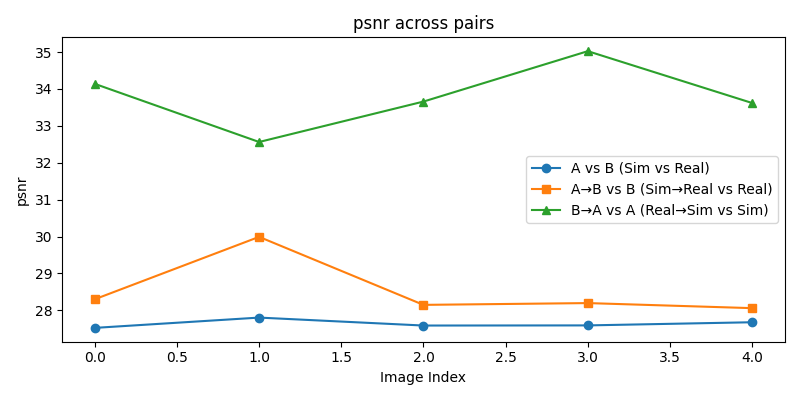 psnr across pairs
psnr
35
34
33
32
31
30
29
28
A vs B (Sim vs Real)
A→B vs B (Sim→Real vs Real)
B→A vs A (Real→Sim vs Sim)
0.0 0.5 1.0 1.5 2.0 2.5 3.0 3.5 4.0
Image Index